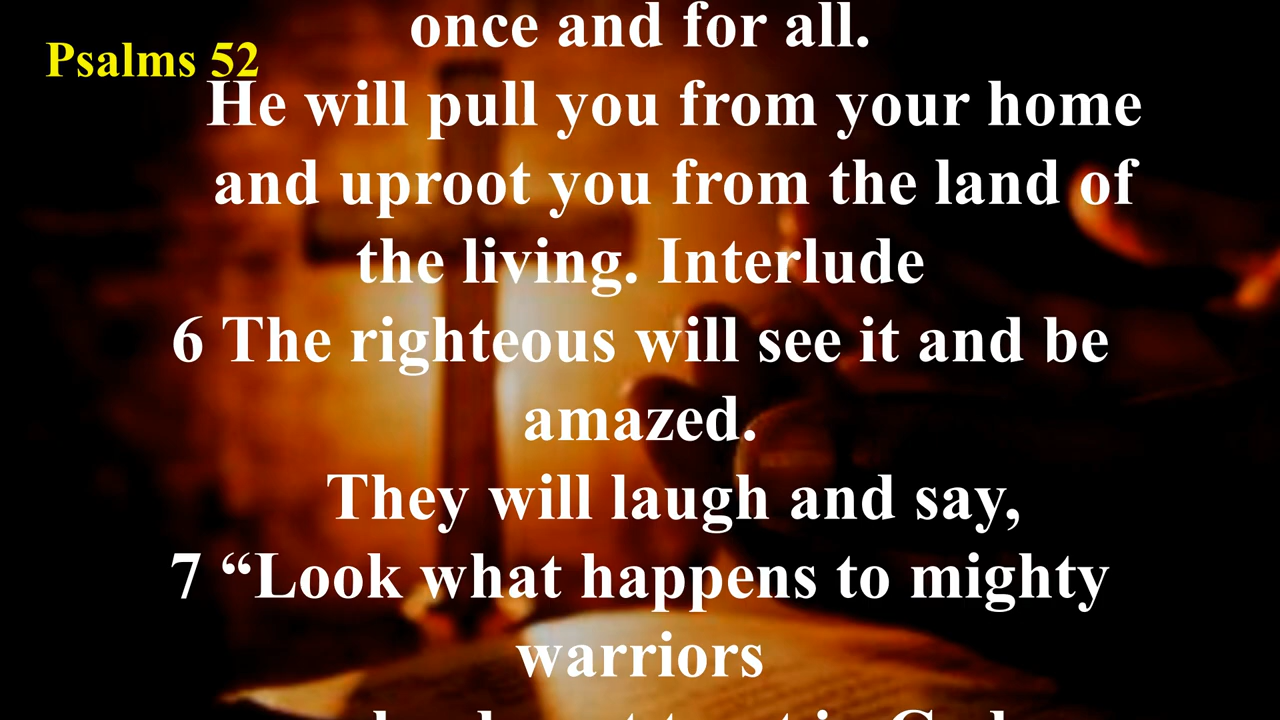 once and for all.
Psalms 52
He will pull you from your home
and uproot you from the land of
the living. Interlude
6 The righteous will see it and be
amazed.
They will laugh and say,
7 “Look what happens to mighty
warriors